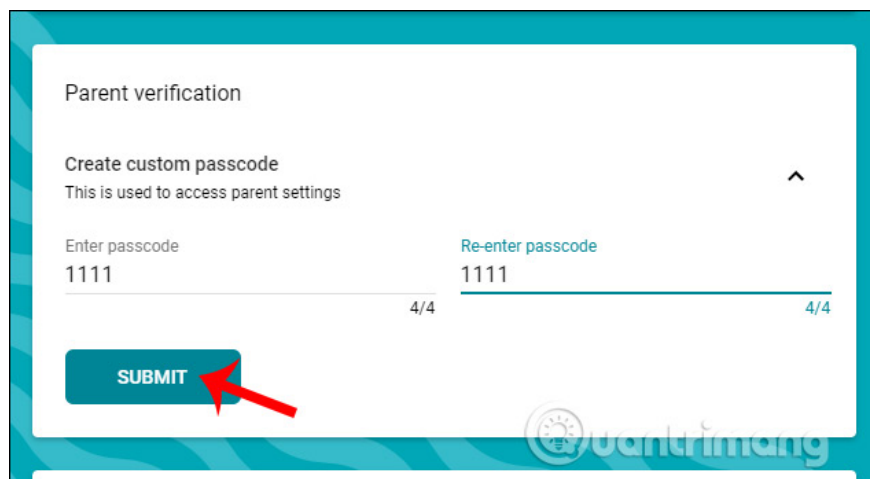 Parent verification
Create custom passcode
This is used to access parent settings
Enter passcode
1111
4/4
Re-enter passcode
1111
4/4
SUBMIT
Quantrimang